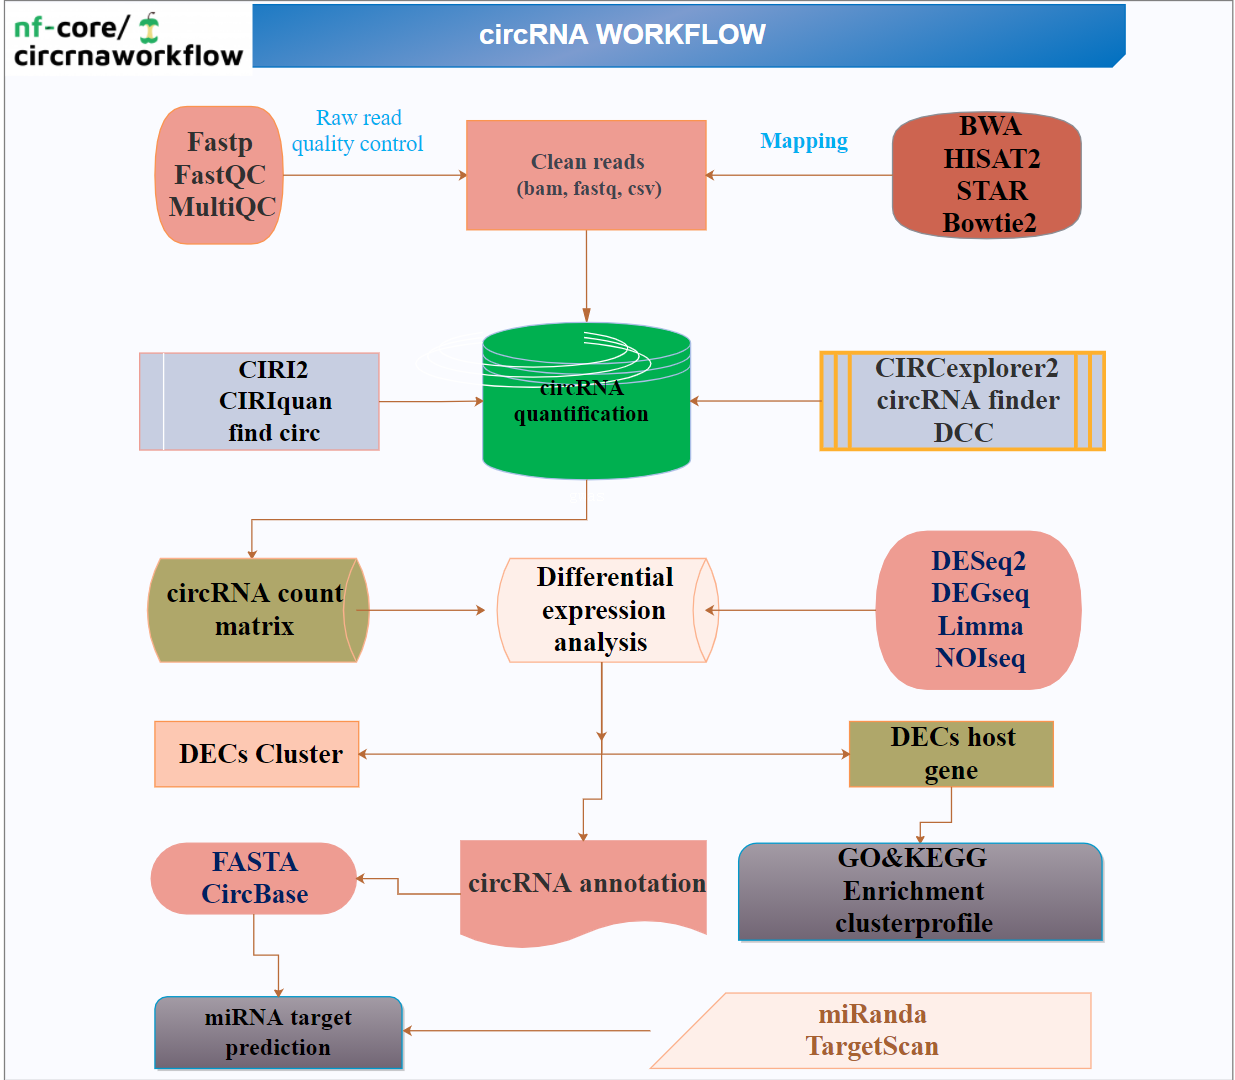 nf-core/
circrnaworkflow
circRNA WORKFLOW
Fastp
FastQC
MultiQC
Raw read
quality control
Clean reads
(bam, fastq, csv)
Mapping
BWA
HISAT2
STAR
Bowtie2
CIRI2
CIRIquan
find circ
circRNA
quantification
CIRCexplorer2
circRNA finder
DCC
circRNA count
matrix
Differential
expression
analysis
DESeq2
DEGseq
Limma
NOIseq
DECs Cluster
DECs host
gene
FASTA
CircBase
circRNA annotation
GO&KEGG
Enrichment
clusterprofile
miRNA target
prediction
miRanda
TargetScan